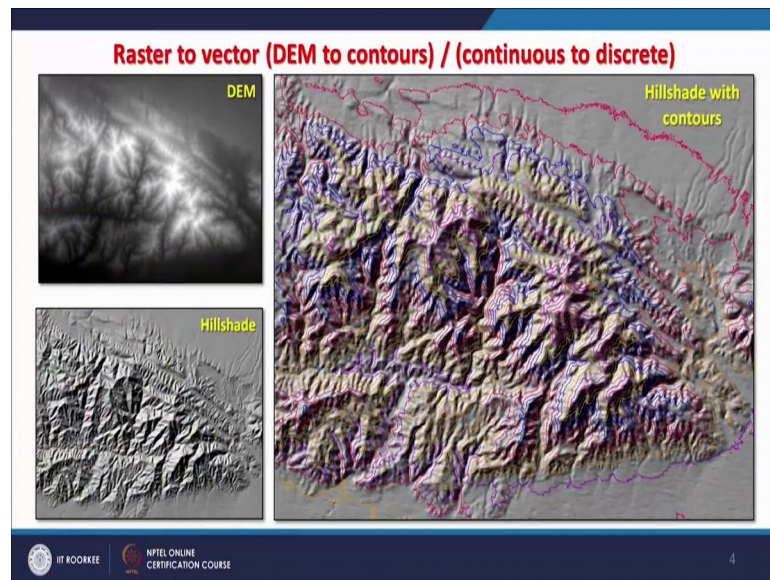 Raster to vector (DEM to contours) / (continuous to discrete)
DEM
Hillshade with
contours
Hillshade
IIT ROORKEE
NPTEL ONLINE
CERTIFICATION COURSE
4